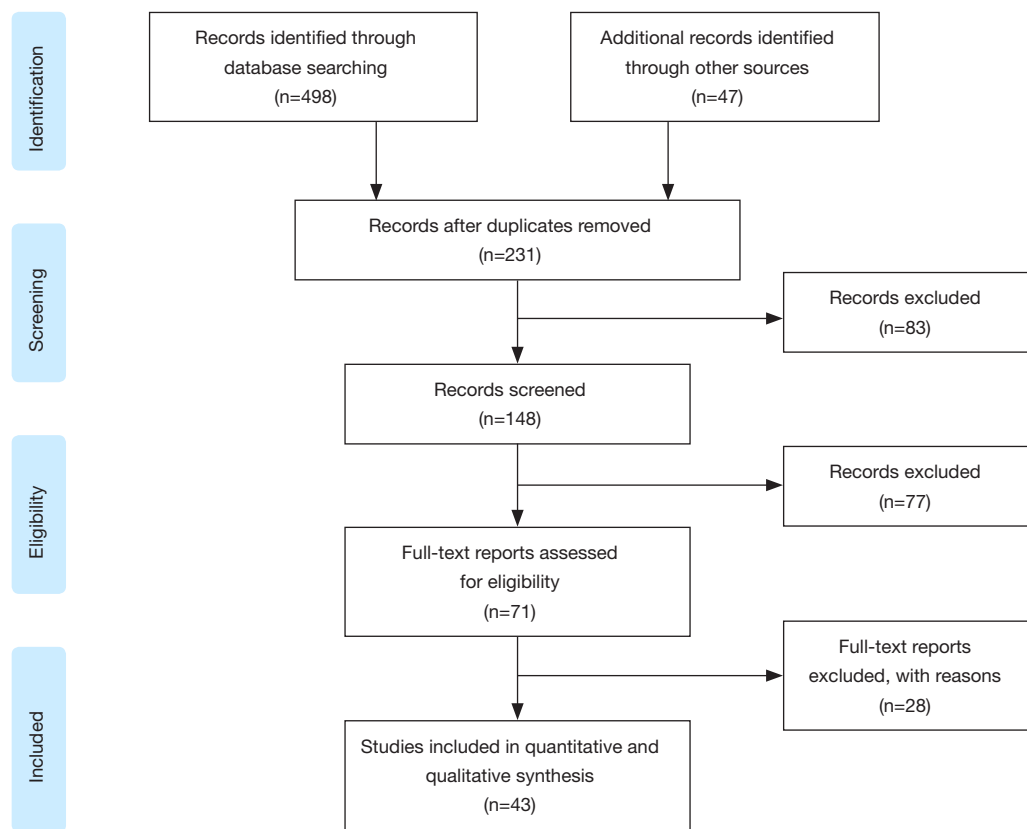 Identification
Records identified through
database searching
(n=498)
Additional records identified
through other sources
(n=47)
Records after duplicates removed
(n=231)
Screening
Records excluded
(n=83)
Records screened
(n=148)
Eligibility
Records excluded
(n=77)
Full-text reports assessed
for eligibility
(n=71)
Full-text reports
excluded, with reasons
(n=28)
Included
Studies included in quantitative and
qualitative synthesis
(n=43)